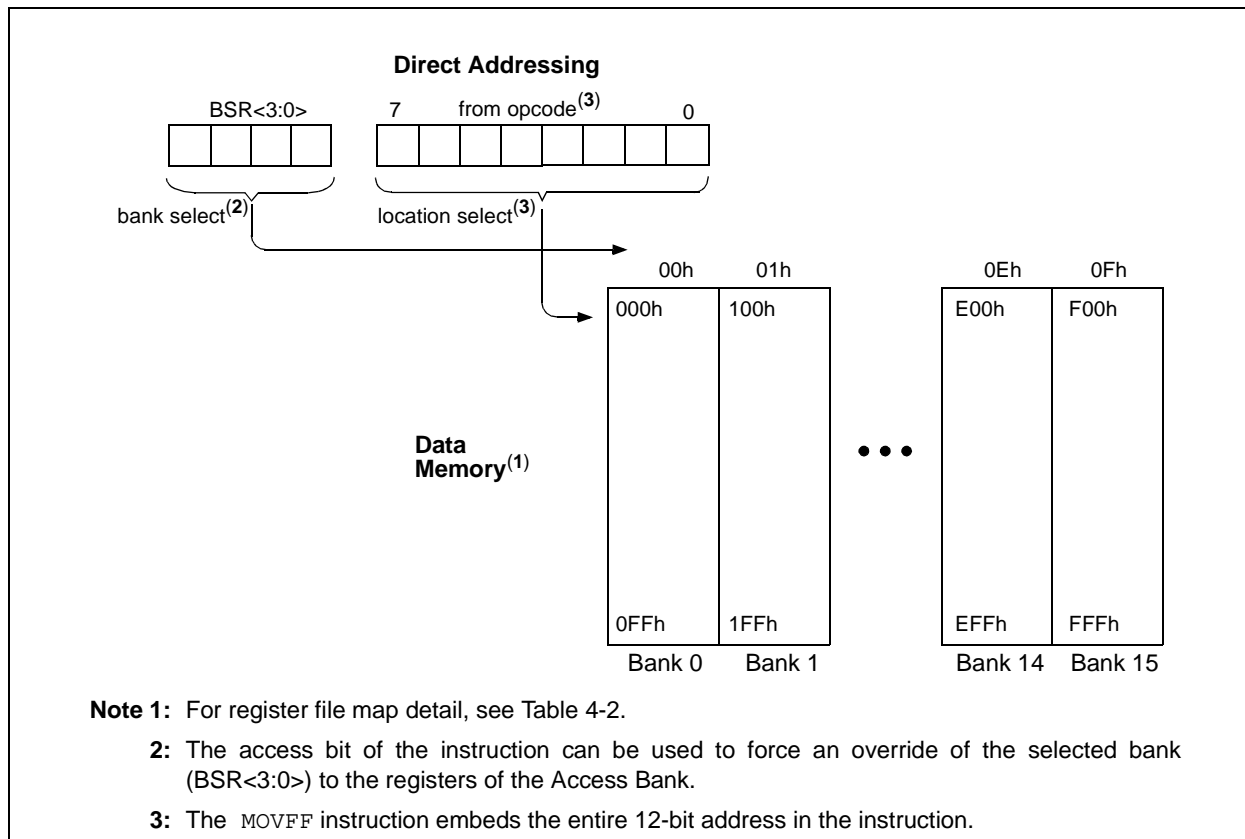 Direct Addressing
BSR<3:0> 7 from opcode(3) 0
bank select(2) location select(3)
00h 01h 0Eh 0Fh
000h 100h E00h F00h
Data
Memory(1)
0FFh 1FFh EFFh FFFh
Bank 0 Bank 1 Bank 14 Bank 15
Note 1: For register file map detail, see Table 4-2.
2: The access bit of the instruction can be used to force an override of the selected bank
(BSR<3:0>) to the registers of the Access Bank.
3: The MOVFF instruction embeds the entire 12-bit address in the instruction.